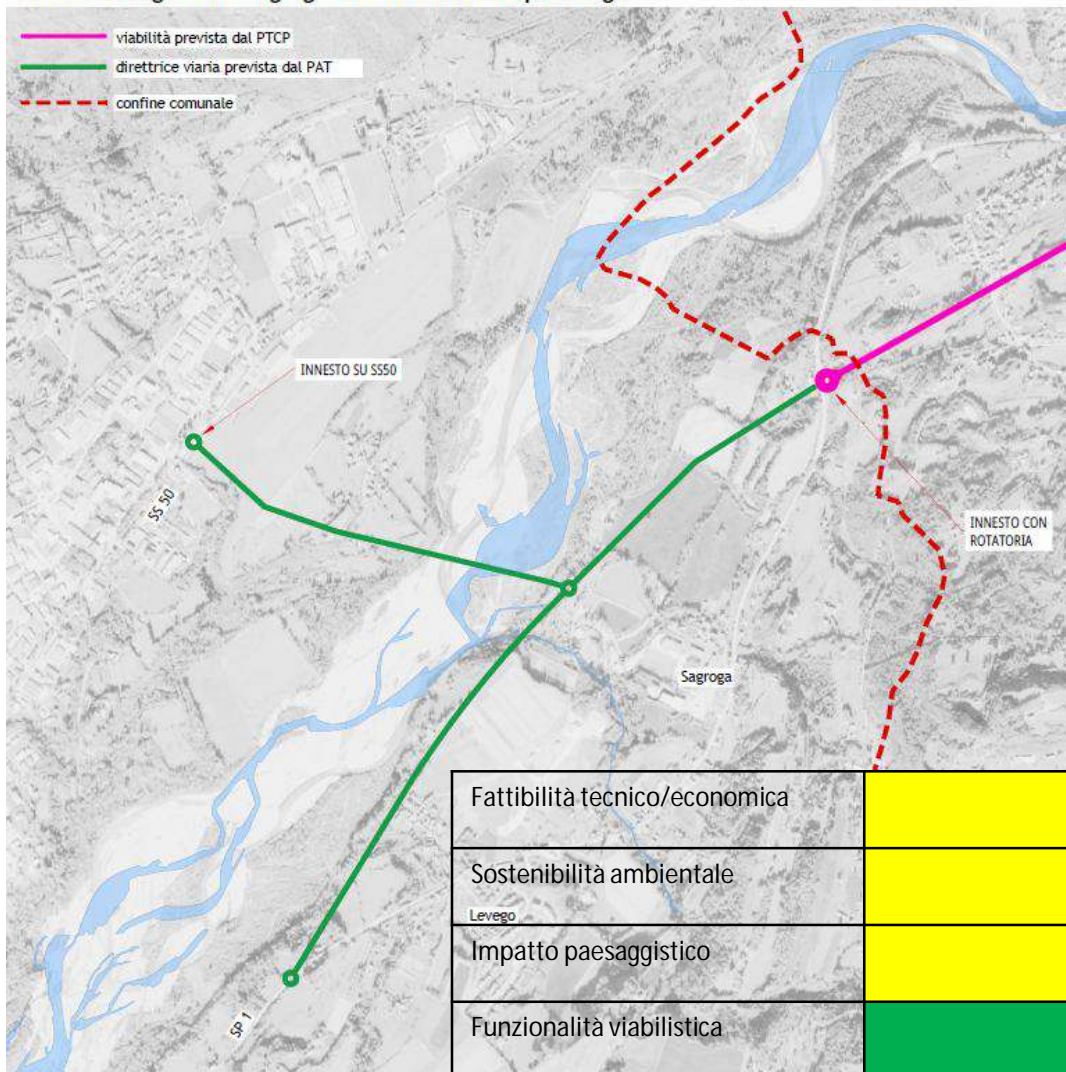 viabilità prevista dal PTCP
direttrice viaria prevista dal PAT
confine comunale
INNESTO SU SS50
SS 50
INNESTO CON
ROTATORIA
Sagroga
Fattibilità tecnico/economica
Sostenibilità ambientale
Levego
Impatto paesaggistico
SP 1
Funzionalità viabilistica